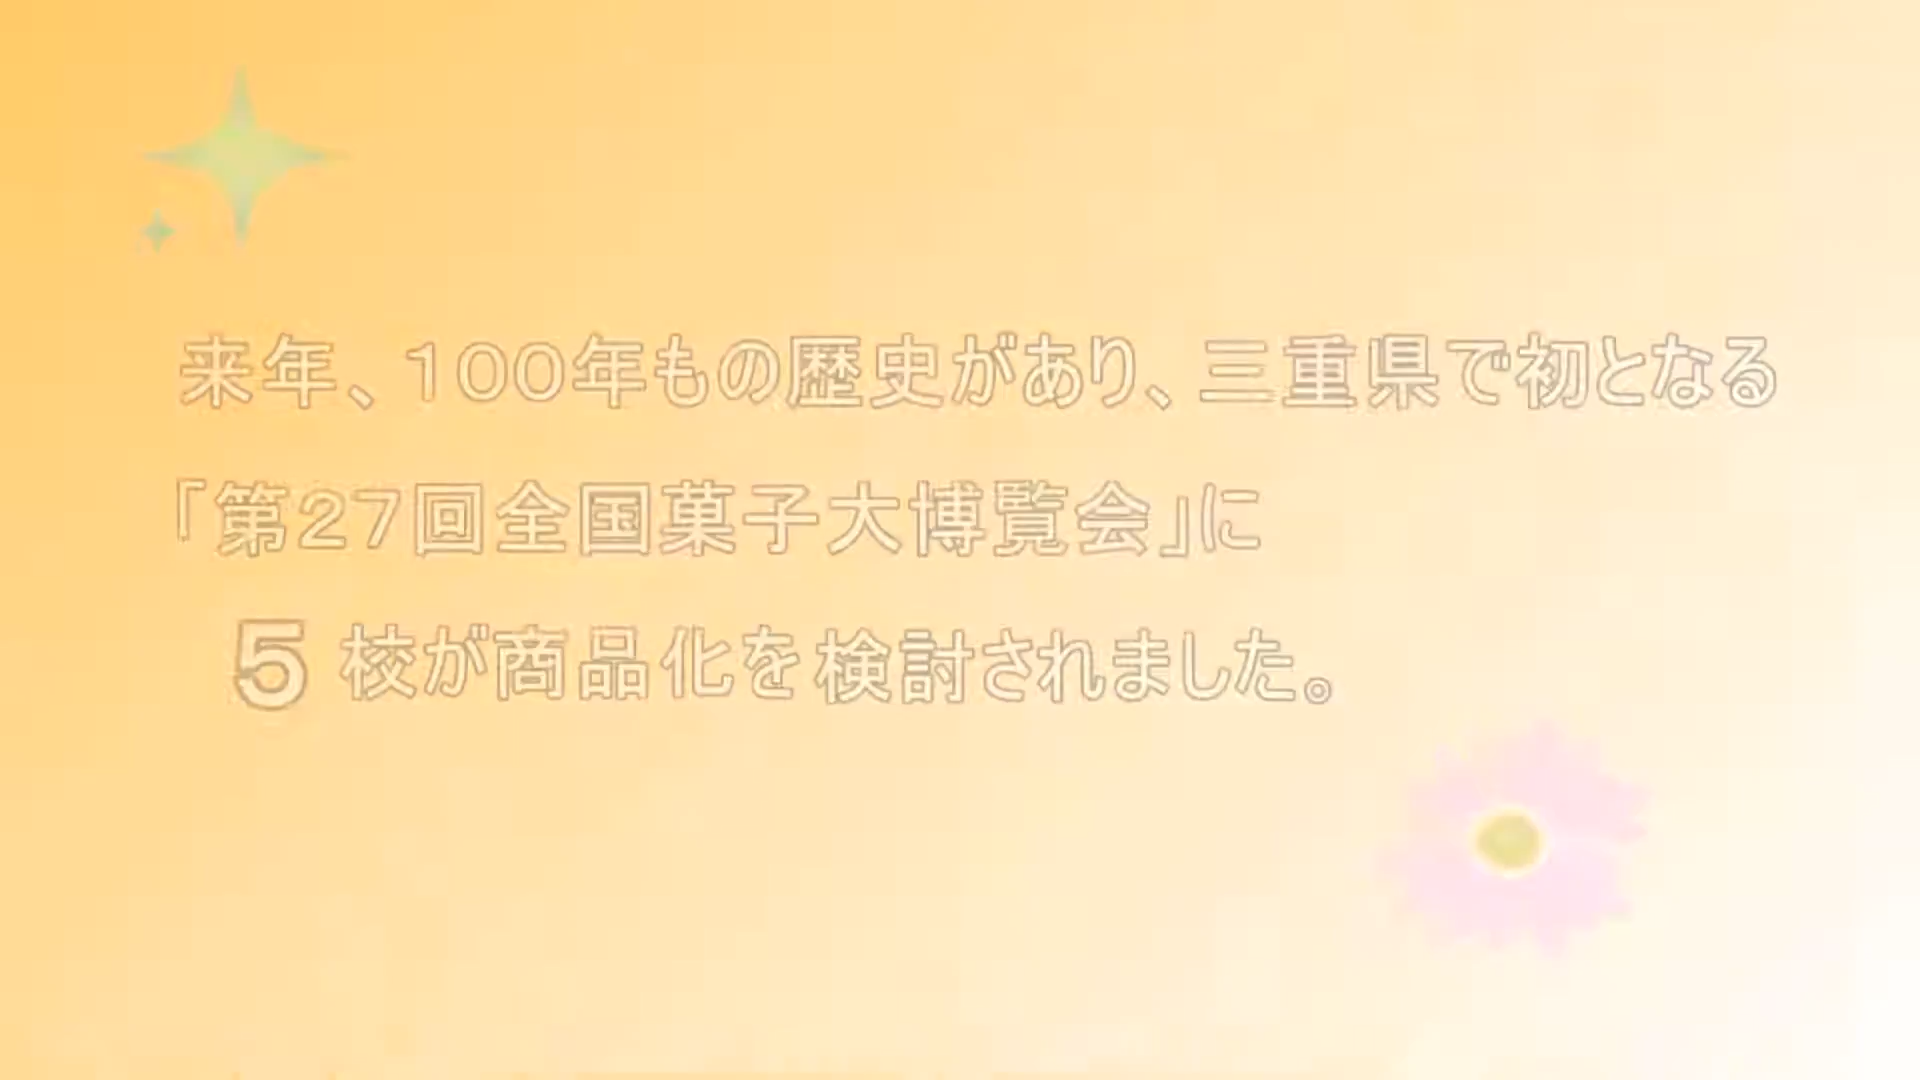 来年、100年もの歴史があり、三重県で初となる
「第27回全国菓子大博覧会」に
5校が商品化を検討されました。